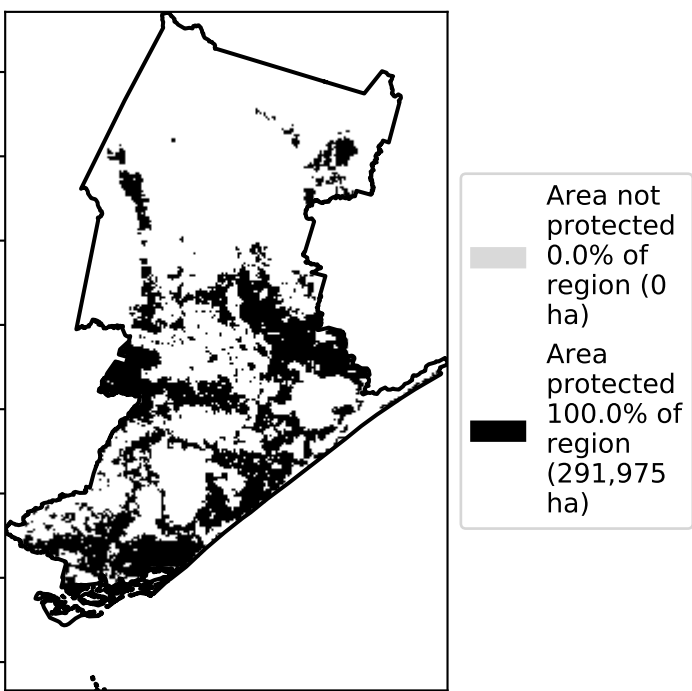 Area not
protected
0.0% of
region (0
ha)
Area
protected
100.0% of
region
(291,975
ha)